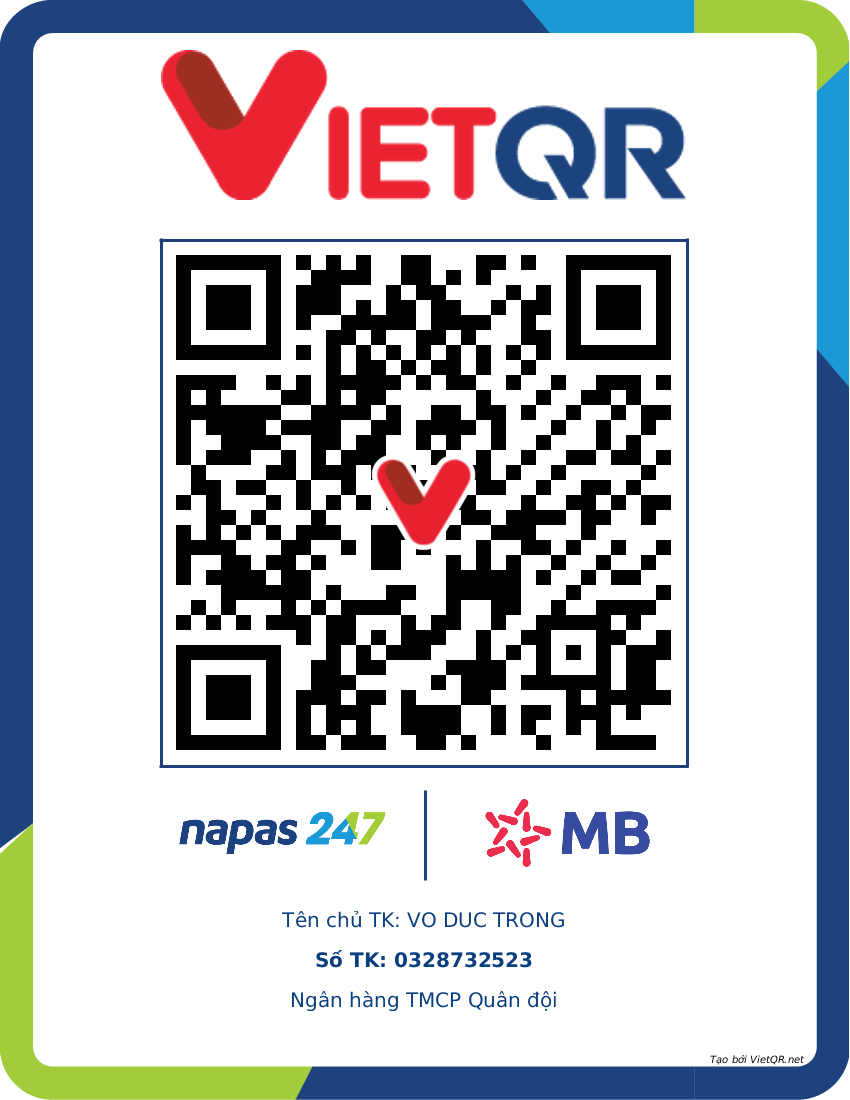 VIETQR
napas 247
MB
Tên chủ TK: VO DUC TRONG
Số TK: 0328732523
Ngân hàng TMCP Quân đội
Tạo bởi VietQR.net